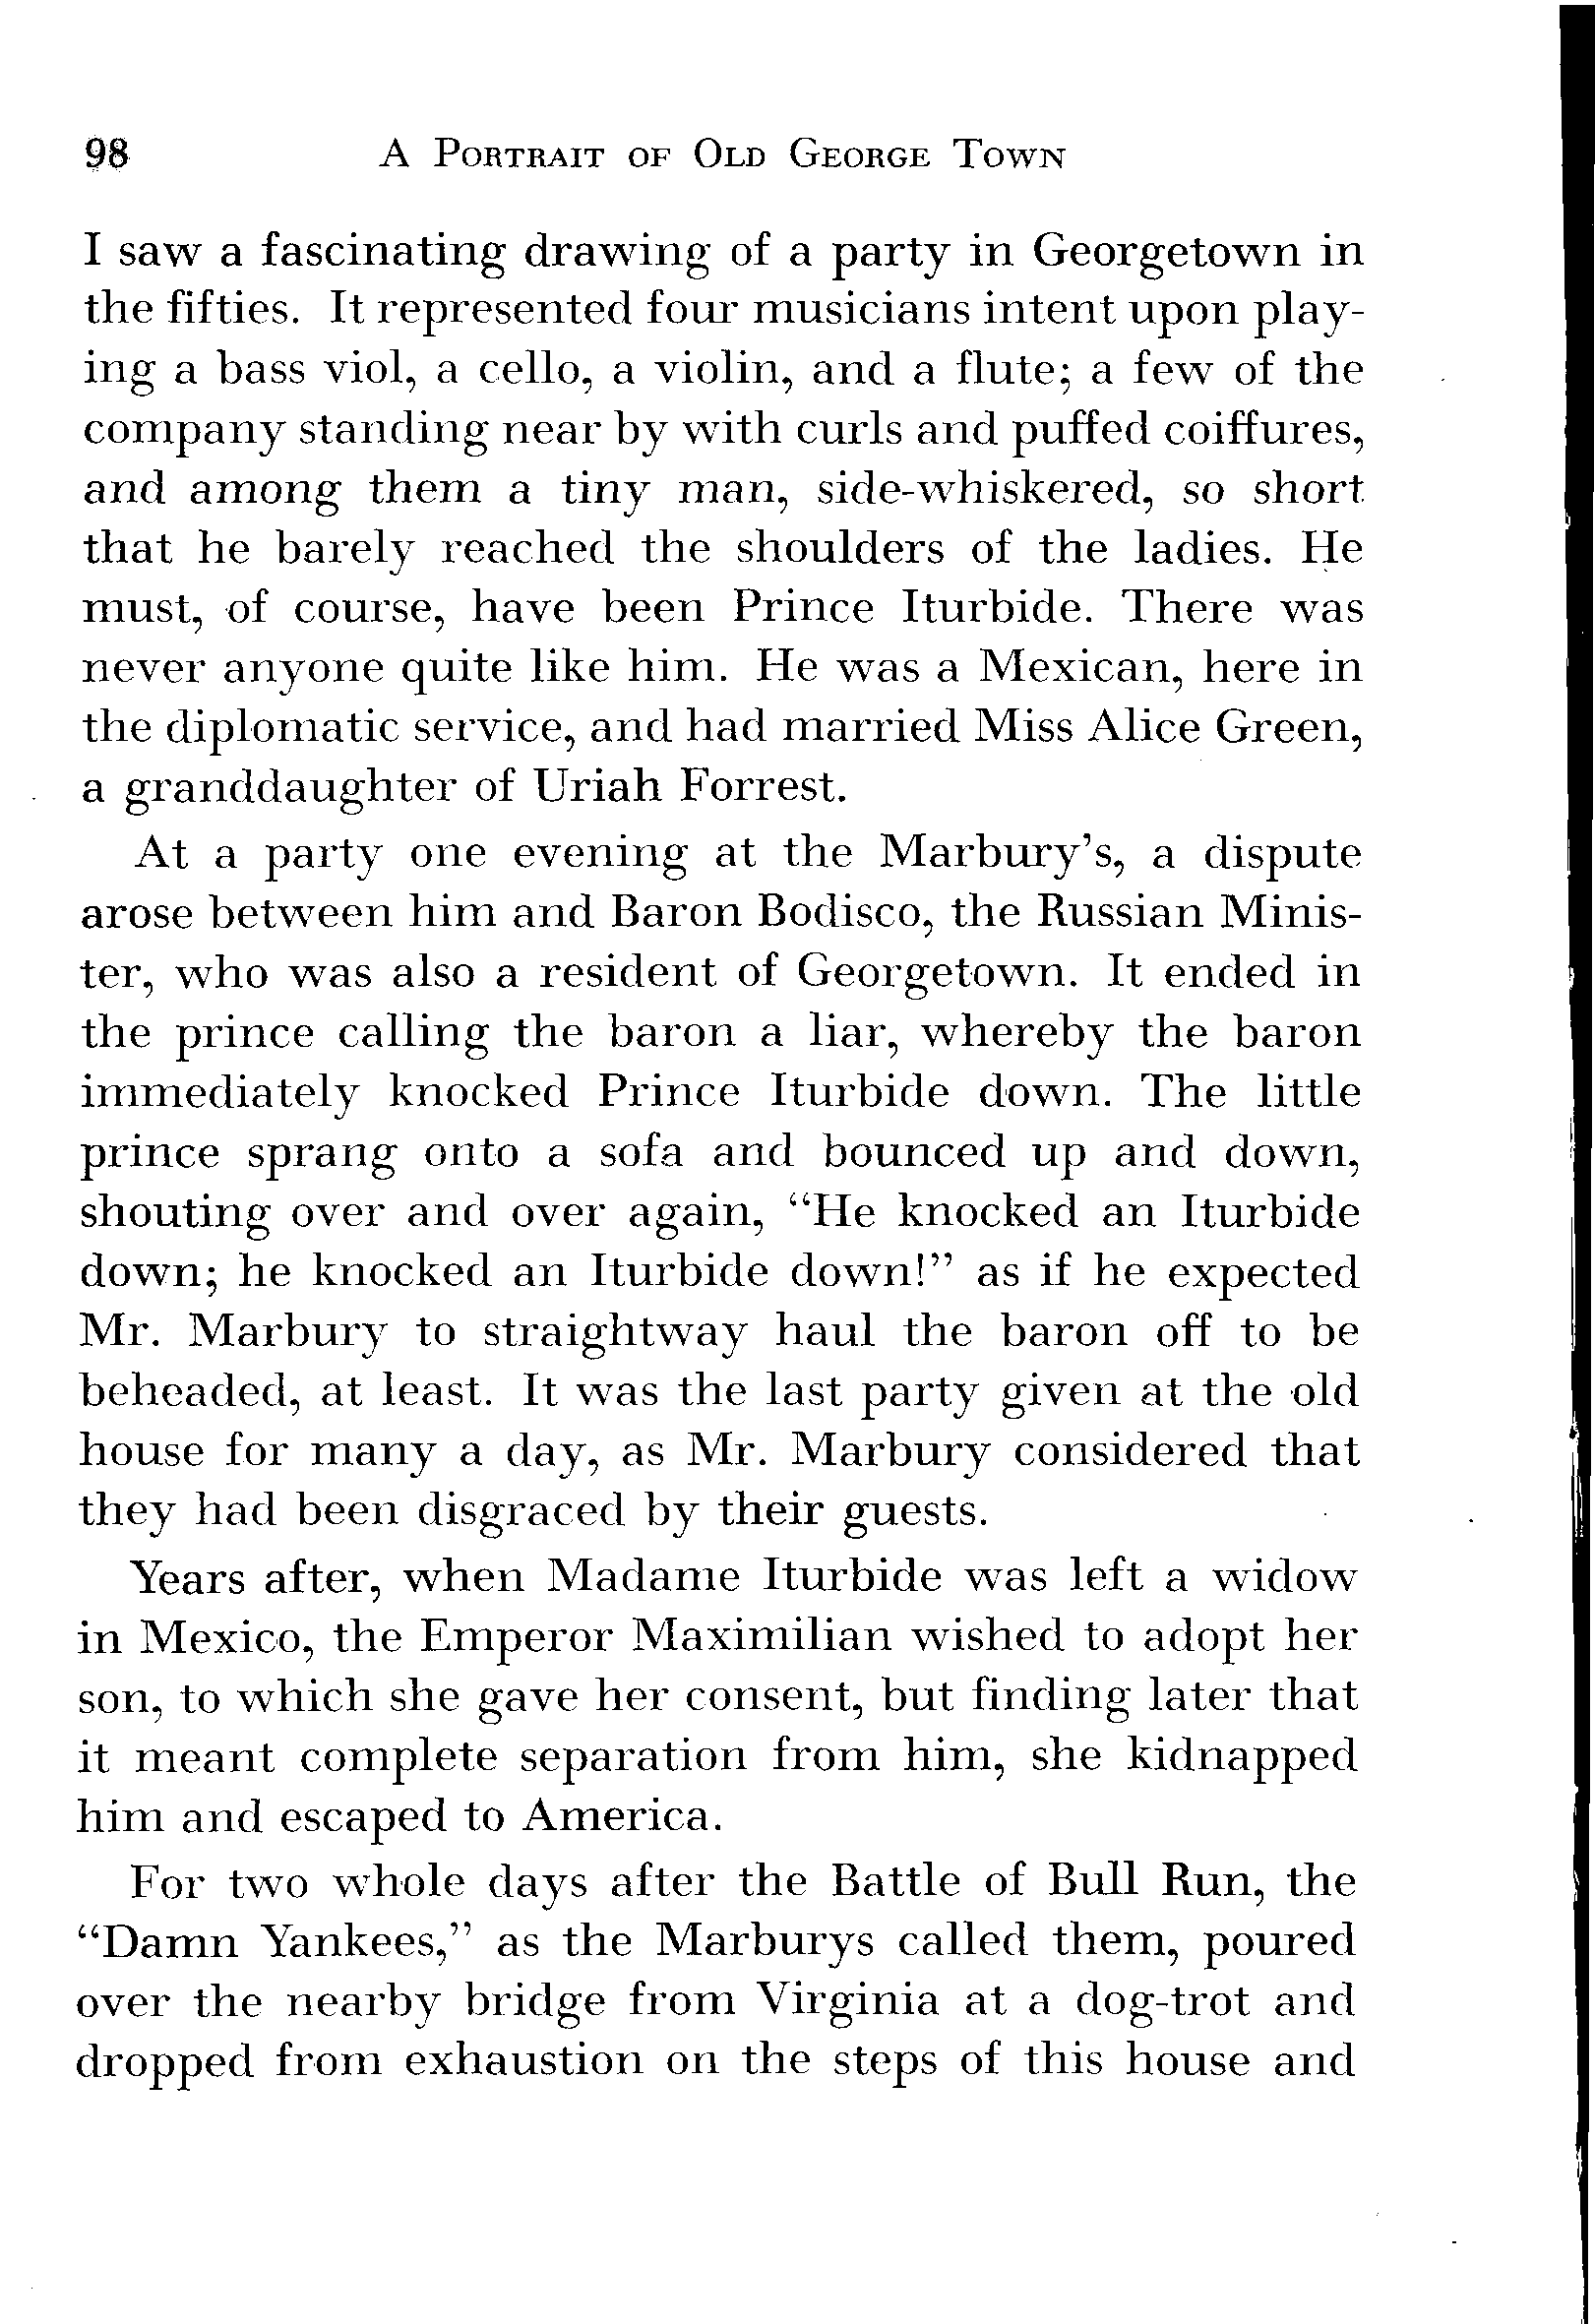 98 A Portrait of Old George Town
I saw a fascinating drawing of a party in Georgetown in
the fifties. It represented four musicians intent upon play-
ing a bass viol, a cello, a violin, and a flute; a few of the
company standing near by with curls and puffed coiffures,
and among them a tiny man, side-whiskered, so short
that he barely reached the shoulders of the ladies. He
must, of course, have been Prince Iturbide. There was
never anyone quite like him. He was a Mexican, here in
the diplomatic service, and had married Miss Alice Green,
a granddaughter of Uriah Forrest.
At a party one evening at the Marbury's, a dispute
arose between him and Baron Bodisco, the Russian Minis-
ter, who was also a resident of Georgetown. It ended in
the prince calling the baron a liar, whereby the baron
immediately knocked Prince Iturbide down. The little
prince sprang onto a sofa and bounced up and down,
shouting over and over again, "He knocked an Iturbide
down; he knocked an Iturbide down!" as if he expected
Mr. Marbury to straightway haul the baron off to be
beheaded, at least. It was the last party given at the old
house for many a day, as Mr. Marbury considered that
they had been disgraced by their guests.
Years after, when Madame Iturbide was left a widow
in Mexico, the Emperor Maximilian wished to adopt her
son, to which she gave her consent, but finding later that
it meant complete separation from him, she kidnapped
him and escaped to America.
For two whole days after the Battle of Bull Run, the
"Damn Yankees," as the Marburys called them, poured
over the nearby bridge from Virginia at a dog-trot and
dropped from exhaustion on the steps of this house and